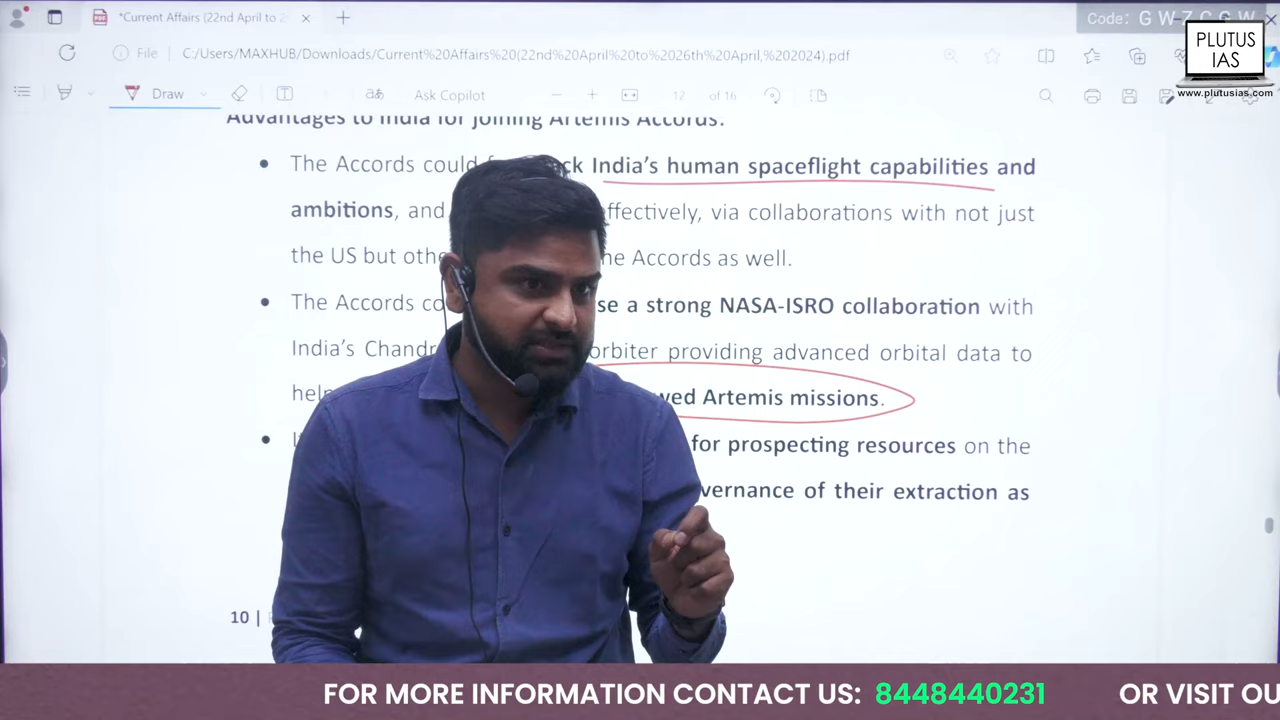 *Current Affairs (22nd April to 2
Code: G W Z C G W
PLUTUS
IAS
www.plutusias.com
File C:/Users/MAXHUB/Downloads/Current%20Affairs%20(22nd%20April%20to%2026th%20April,%202024).pdf
Draw Ask Copilot 12 of 16
Advantages to India for joining Artemis Accords:
• The Accords could ck India's human spaceflight capabilities and
ambitions, and ffectively, via collaborations with not just
the US but othe he Accords as well.
• The Accords co se a strong NASA-ISRO collaboration with
India's Chandr orbiter providing advanced orbital data to
help wed Artemis missions.
• for prospecting resources on the
vernance of their extraction as
10 |
FOR MORE INFORMATION CONTACT US: 8448440231 OR VISIT OU